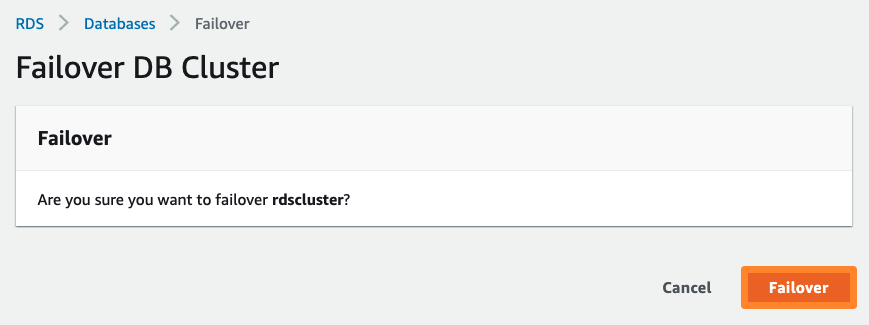 RDS > Databases > Failover
Failover DB Cluster
Failover
Are you sure you want to failover rdscluster?
Cancel Failover